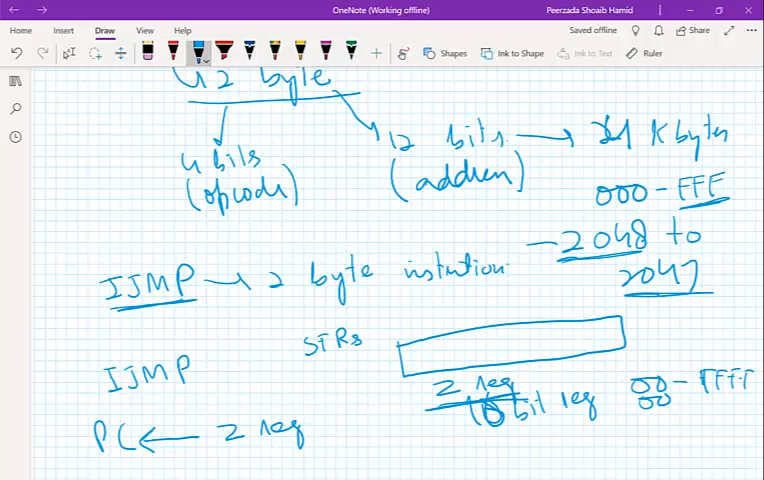 OneNote (Working offline)
Peerzada Shoaib Hamid
Home Insert Draw View Help
Saved offline Share
Shapes Ink to Shape Ink to Text Ruler
2 byte
12 bits → 4 K bytes
4 bits
(opcode)
(address)
000 - FFF
- 2048 to
2047
IJMP → 2 byte instruction
STRs
IJMP
2 reg
16 bit reg
0000 - FFFF
PC ← 2 reg